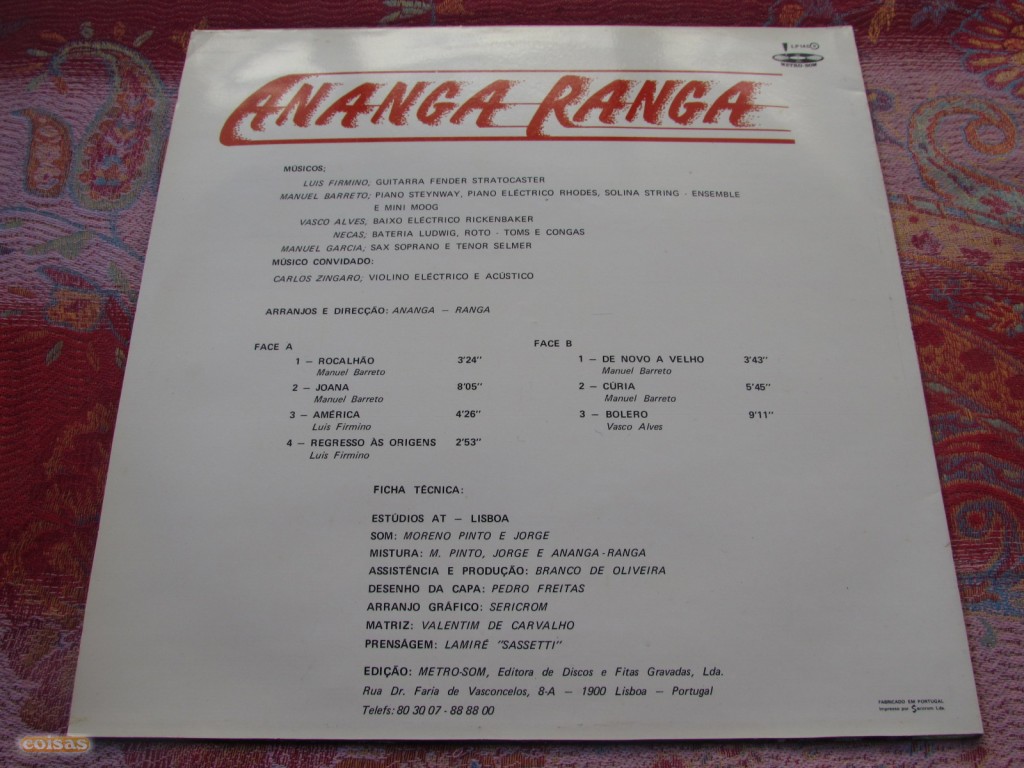 METRO-SOM
ANANGA RANGA
MÚSICOS;
LUIS FIRMINO, GUITARRA FENDER STRATOCASTER
MANUEL BARRETO; PIANO STEYNWAY, PIANO ELÉCTRICO RHODES, SOLINA STRING - ENSEMBLE
E MINI MOOG
VASCO ALVES, BAIXO ELÉCTRICO RICKENBAKER
NECAS; BATERIA LUDWIG, ROTO - TOMS E CONGAS
MANUEL GARCIA; SAX SOPRANO E TENOR SELMER
MÚSICO CONVIDADO:
CARLOS ZINGARO; VIOLINO ELÉCTRICO E ACÚSTICO
ARRANJOS E DIRECÇÃO: ANANGA – RANGA
FACE A
1 – ROCALHÃO 3'24"
Manuel Barreto
2 – JOANA 8'05"
Manuel Barreto
3 – AMÉRICA 4'26"
Luis Firmino
4 – REGRESSO ÀS ORIGENS 2'53"
Luis Firmino
FACE B
1 – DE NOVO A VELHO 3'43"
Manuel Barreto
2 – CÚRIA 5'45"
Manuel Barreto
3 – BOLERO 9'11"
Vasco Alves
FICHA TÉCNICA:
ESTÚDIOS AT – LISBOA
SOM: MORENO PINTO E JORGE
MISTURA: M. PINTO, JORGE E ANANGA-RANGA
ASSISTÊNCIA E PRODUÇÃO: BRANCO DE OLIVEIRA
DESENHO DA CAPA: PEDRO FREITAS
ARRANJO GRÁFICO: SERICROM
MATRIZ: VALENTIM DE CARVALHO
PRENSÁGEM: LAMIRÉ "SASSETTI"
EDIÇÃO: METRO-SOM, Editora de Discos e Fitas Gravadas, Lda.
Rua Dr. Faria de Vasconcelos, 8-A – 1900 Lisboa – Portugal
Telefs: 80 30 07 - 88 88 00
FABRICADO EM PORTUGAL
Impresso por Sericrom Lda.
coisas